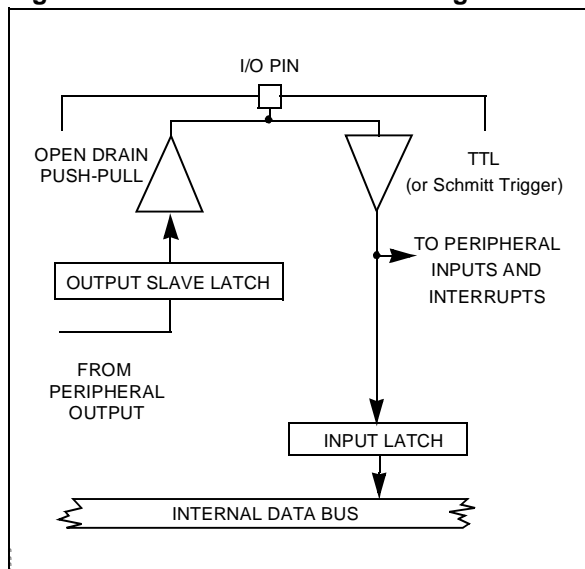 I/O PIN
OPEN DRAIN
PUSH-PULL
TTL
(or Schmitt Trigger)
TO PERIPHERAL
INPUTS AND
INTERRUPTS
OUTPUT SLAVE LATCH
FROM
PERIPHERAL
OUTPUT
INPUT LATCH
INTERNAL DATA BUS